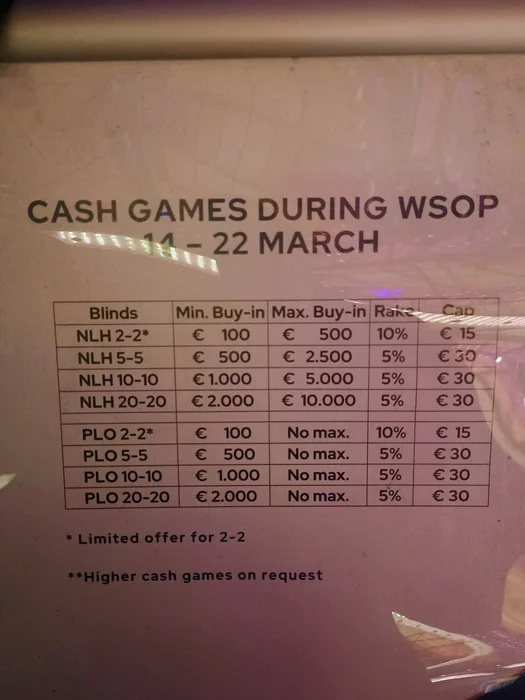 CASH GAMES DURING WSOP
14 – 22 MARCH
Blinds Min. Buy-in Max. Buy-in Rake Cap
NLH 2-2* € 100 € 500 10% € 15
NLH 5-5 € 500 € 2.500 5% € 30
NLH 10-10 € 1.000 € 5.000 5% € 30
NLH 20-20 € 2.000 € 10.000 5% € 30
PLO 2-2* € 100 No max. 10% € 15
PLO 5-5 € 500 No max. 5% € 30
PLO 10-10 € 1.000 No max. 5% € 30
PLO 20-20 € 2.000 No max. 5% € 30
* Limited offer for 2-2
**Higher cash games on request